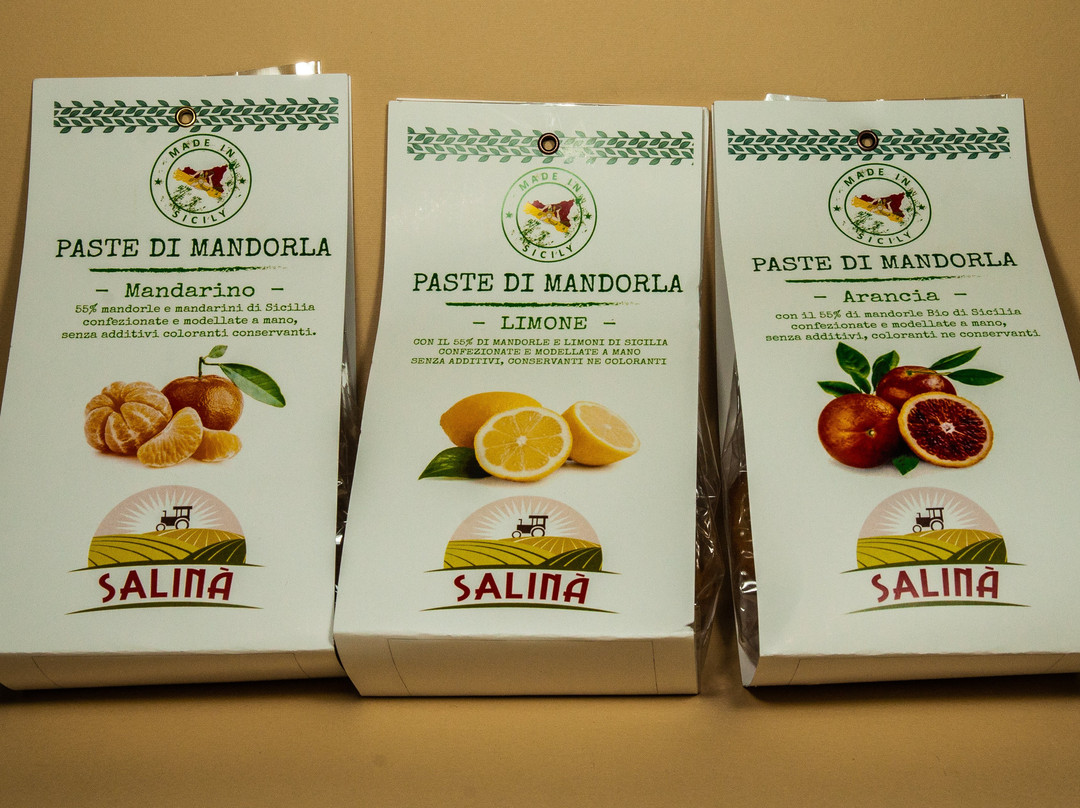 MADE IN
SICILY
PASTE DI MANDORLA
– Mandarino –
55% mandorle e mandarini di Sicilia
confezionate e modellate a mano,
senza additivi coloranti conservanti.
SALINÀ
MADE IN
SICILY
PASTE DI MANDORLA
– LIMONE –
CON IL 55% DI MANDORLE E LIMONI DI SICILIA
CONFEZIONATE E MODELLATE A MANO
SENZA ADDITIVI, CONSERVANTI NE COLORANTI
SALINÀ
MADE IN
SICILY
PASTE DI MANDORLA
– Arancia –
con il 55% di mandorle Bio di Sicilia
confezionate e modellate a mano,
senza additivi, coloranti ne conservanti
SALINÀ